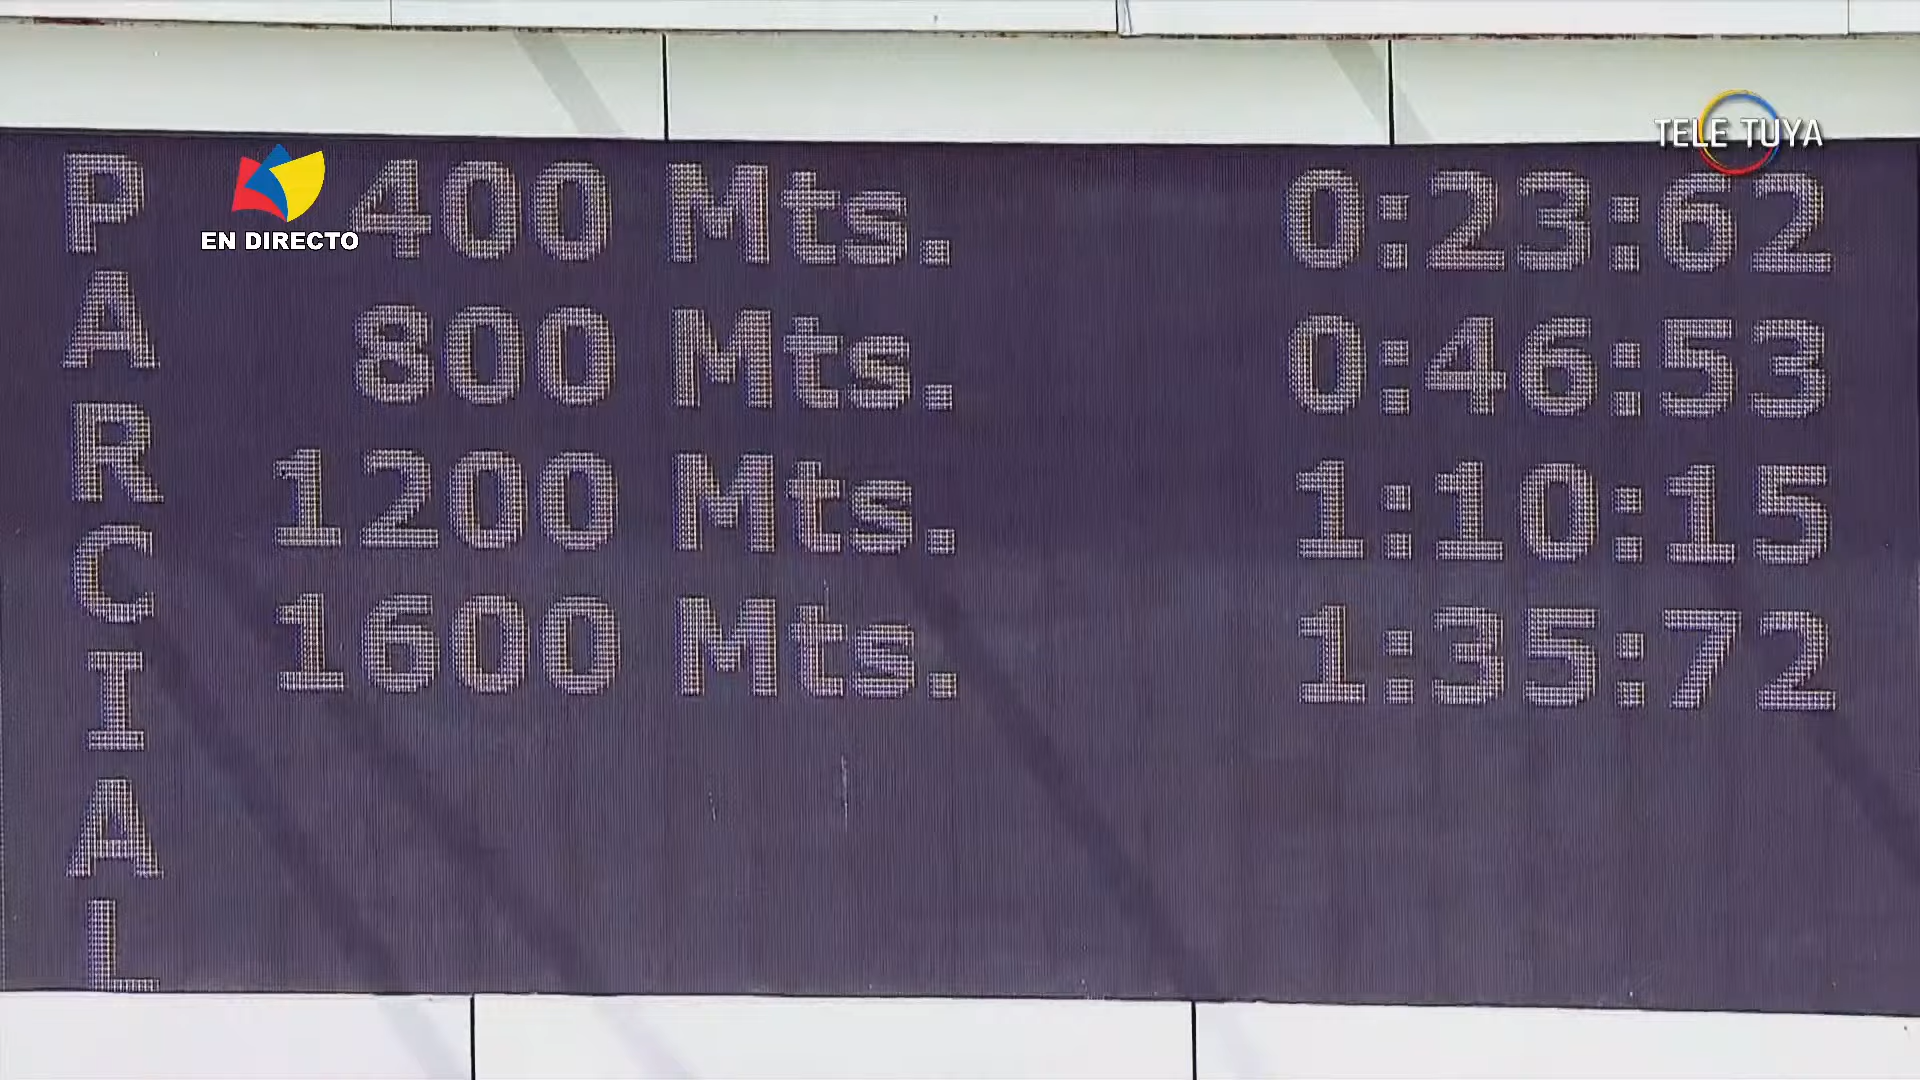 TELE TUYA
EN DIRECTO
PARCIAL
400 Mts. 0:23:62
800 Mts. 0:46:53
1200 Mts. 1:10:15
1600 Mts. 1:35:72